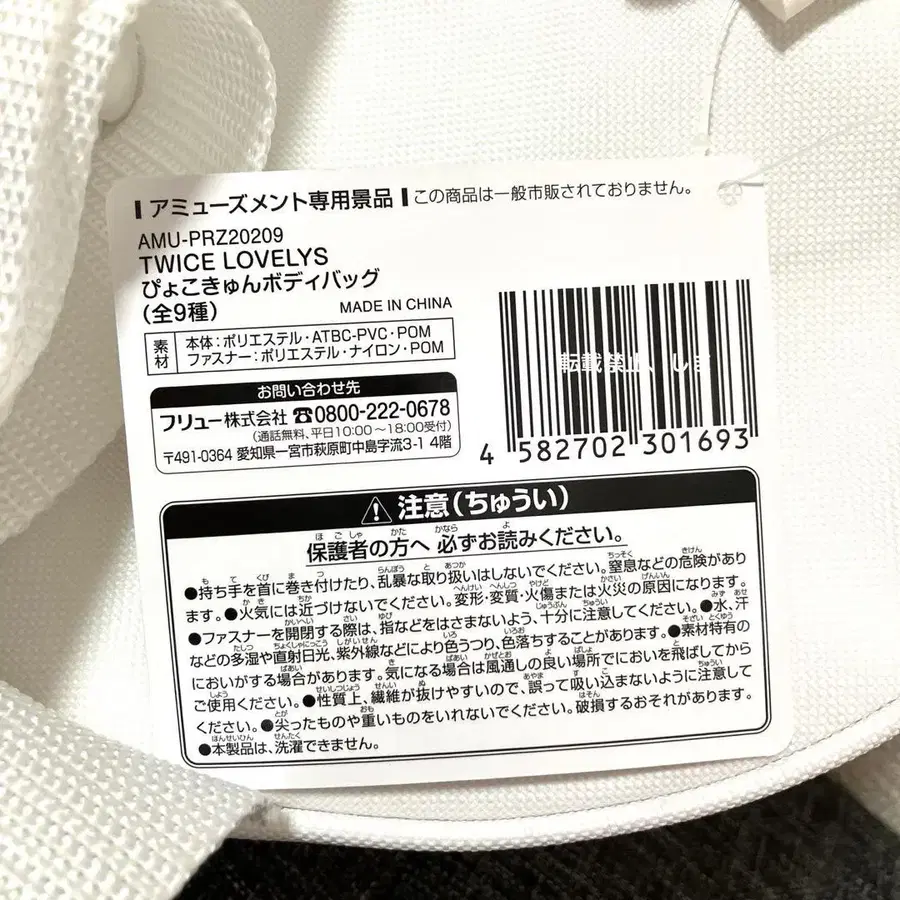 アミューズメント専用景品 この商品は一般市販されておりません。
AMU-PRZ20209
TWICE LOVELYS
ぴょこきゅんボディバッグ
(全9種) MADE IN CHINA
素材 本体:ポリエステル・ATBC-PVC・POM
ファスナー:ポリエステル・ナイロン・POM
お問い合わせ先
フリュー株式会社 ☎0800-222-0678
(通話無料、平日10:00〜18:00受付)
〒491-0364 愛知県一宮市萩原町中島字流3-1 4階
転載禁止、しま
4 582702 301693
⚠注意(ちゅうい)
保護者の方へ 必ずお読みください。
●持ち手を首に巻き付けたり、乱暴な取り扱いはしないでください。窒息などの危険があり
ます。●火気には近づけないでください。変形・変質・火傷または火災の原因になります。
●ファスナーを開閉する際は、指などをはさまないよう、十分に注意してください。●水、汗
などの多湿や直射日光、紫外線などにより色うつり、色落ちすることがあります。●素材特有の
においがする場合があります。気になる場合は風通しの良い場所でにおいを飛ばしてから
ご使用ください。●性質上、繊維が抜けやすいので、誤って吸い込まないように注意して
ください。●尖ったものや重いものをいれないでください。破損するおそれがあります。
●本製品は、洗濯できません。